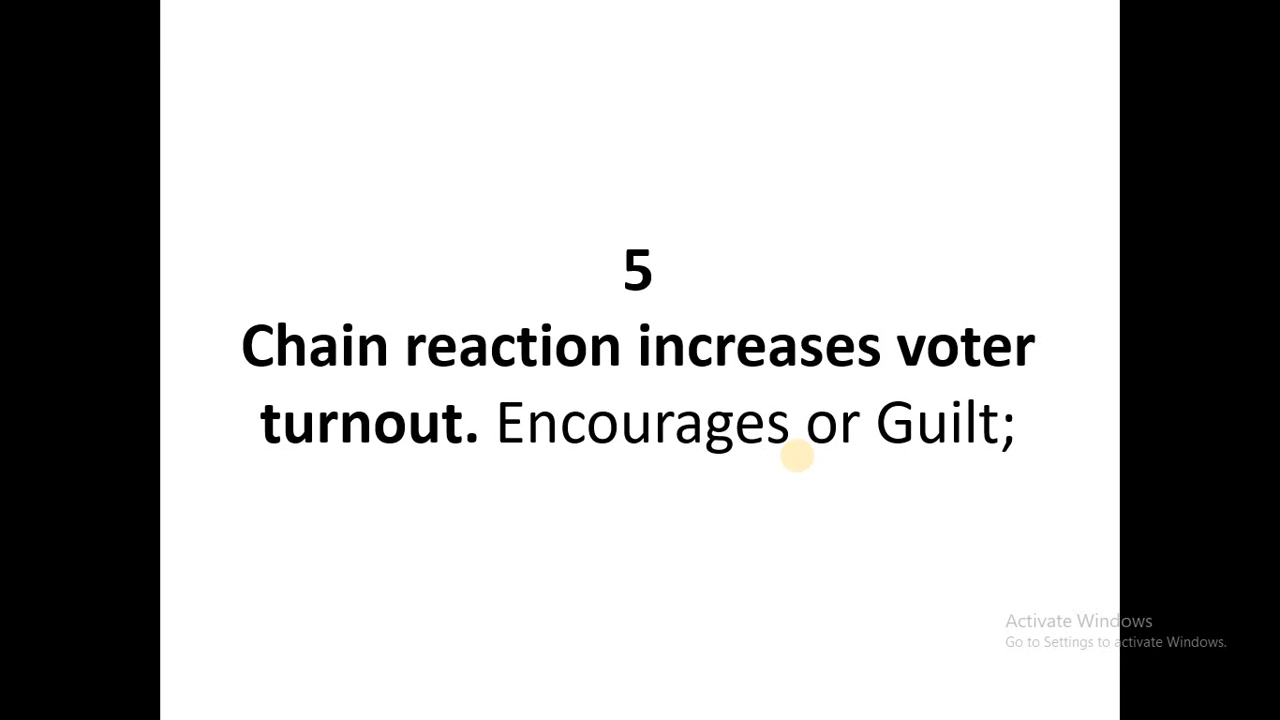 5
Chain reaction increases voter
turnout. Encourages or Guilt;
Activate Windows
Go to Settings to activate Windows.